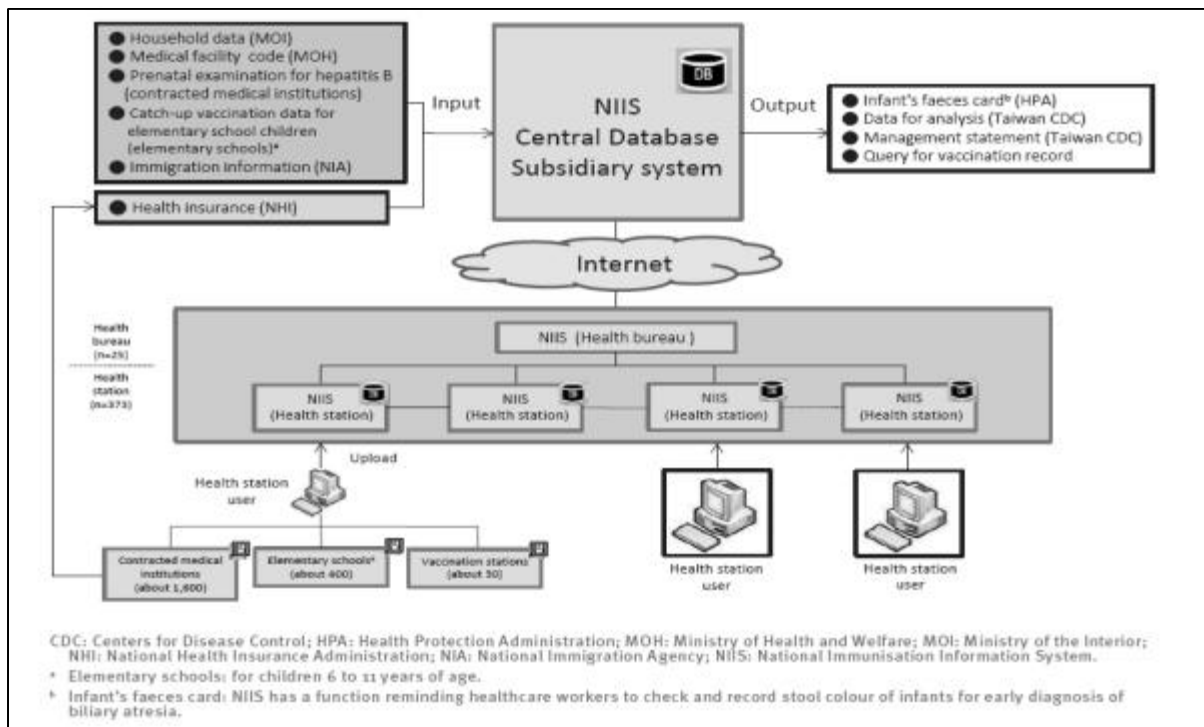 ● Household data (MOI)
● Medical facility code (MOH)
● Prenatal examination for hepatitis B
(contracted medical institutions)
● Catch-up vaccination data for
elementary school children
(elementary schools)ᵃ
● Immigration information (NIA)
● Health insurance (NHI)
Input
DB
NIIS
Central Database
Subsidiary system
Output
● Infant's faeces cardᵇ (HPA)
● Data for analysis (Taiwan CDC)
● Management statement (Taiwan CDC)
● Query for vaccination record
Internet
Health
bureau
(n=25)
Health
station
(n=373)
NIIS (Health bureau)
NIIS
(Health station)
NIIS
(Health station)
NIIS
(Health station)
NIIS
(Health station)
Upload
Health station
user
Contracted medical
institutions
(about 1,600)
Elementary schoolsᵃ
(about 400)
Vaccination stations
(about 30)
Health station
user
Health station
user
CDC: Centers for Disease Control; HPA: Health Protection Administration; MOH: Ministry of Health and Welfare; MOI: Ministry of the Interior;
NHI: National Health Insurance Administration; NIA: National Immigration Agency; NIIS: National Immunisation Information System.
ᵃ Elementary schools: for children 6 to 11 years of age.
ᵇ Infant's faeces card: NIIS has a function reminding healthcare workers to check and record stool colour of infants for early diagnosis of
biliary atresia.